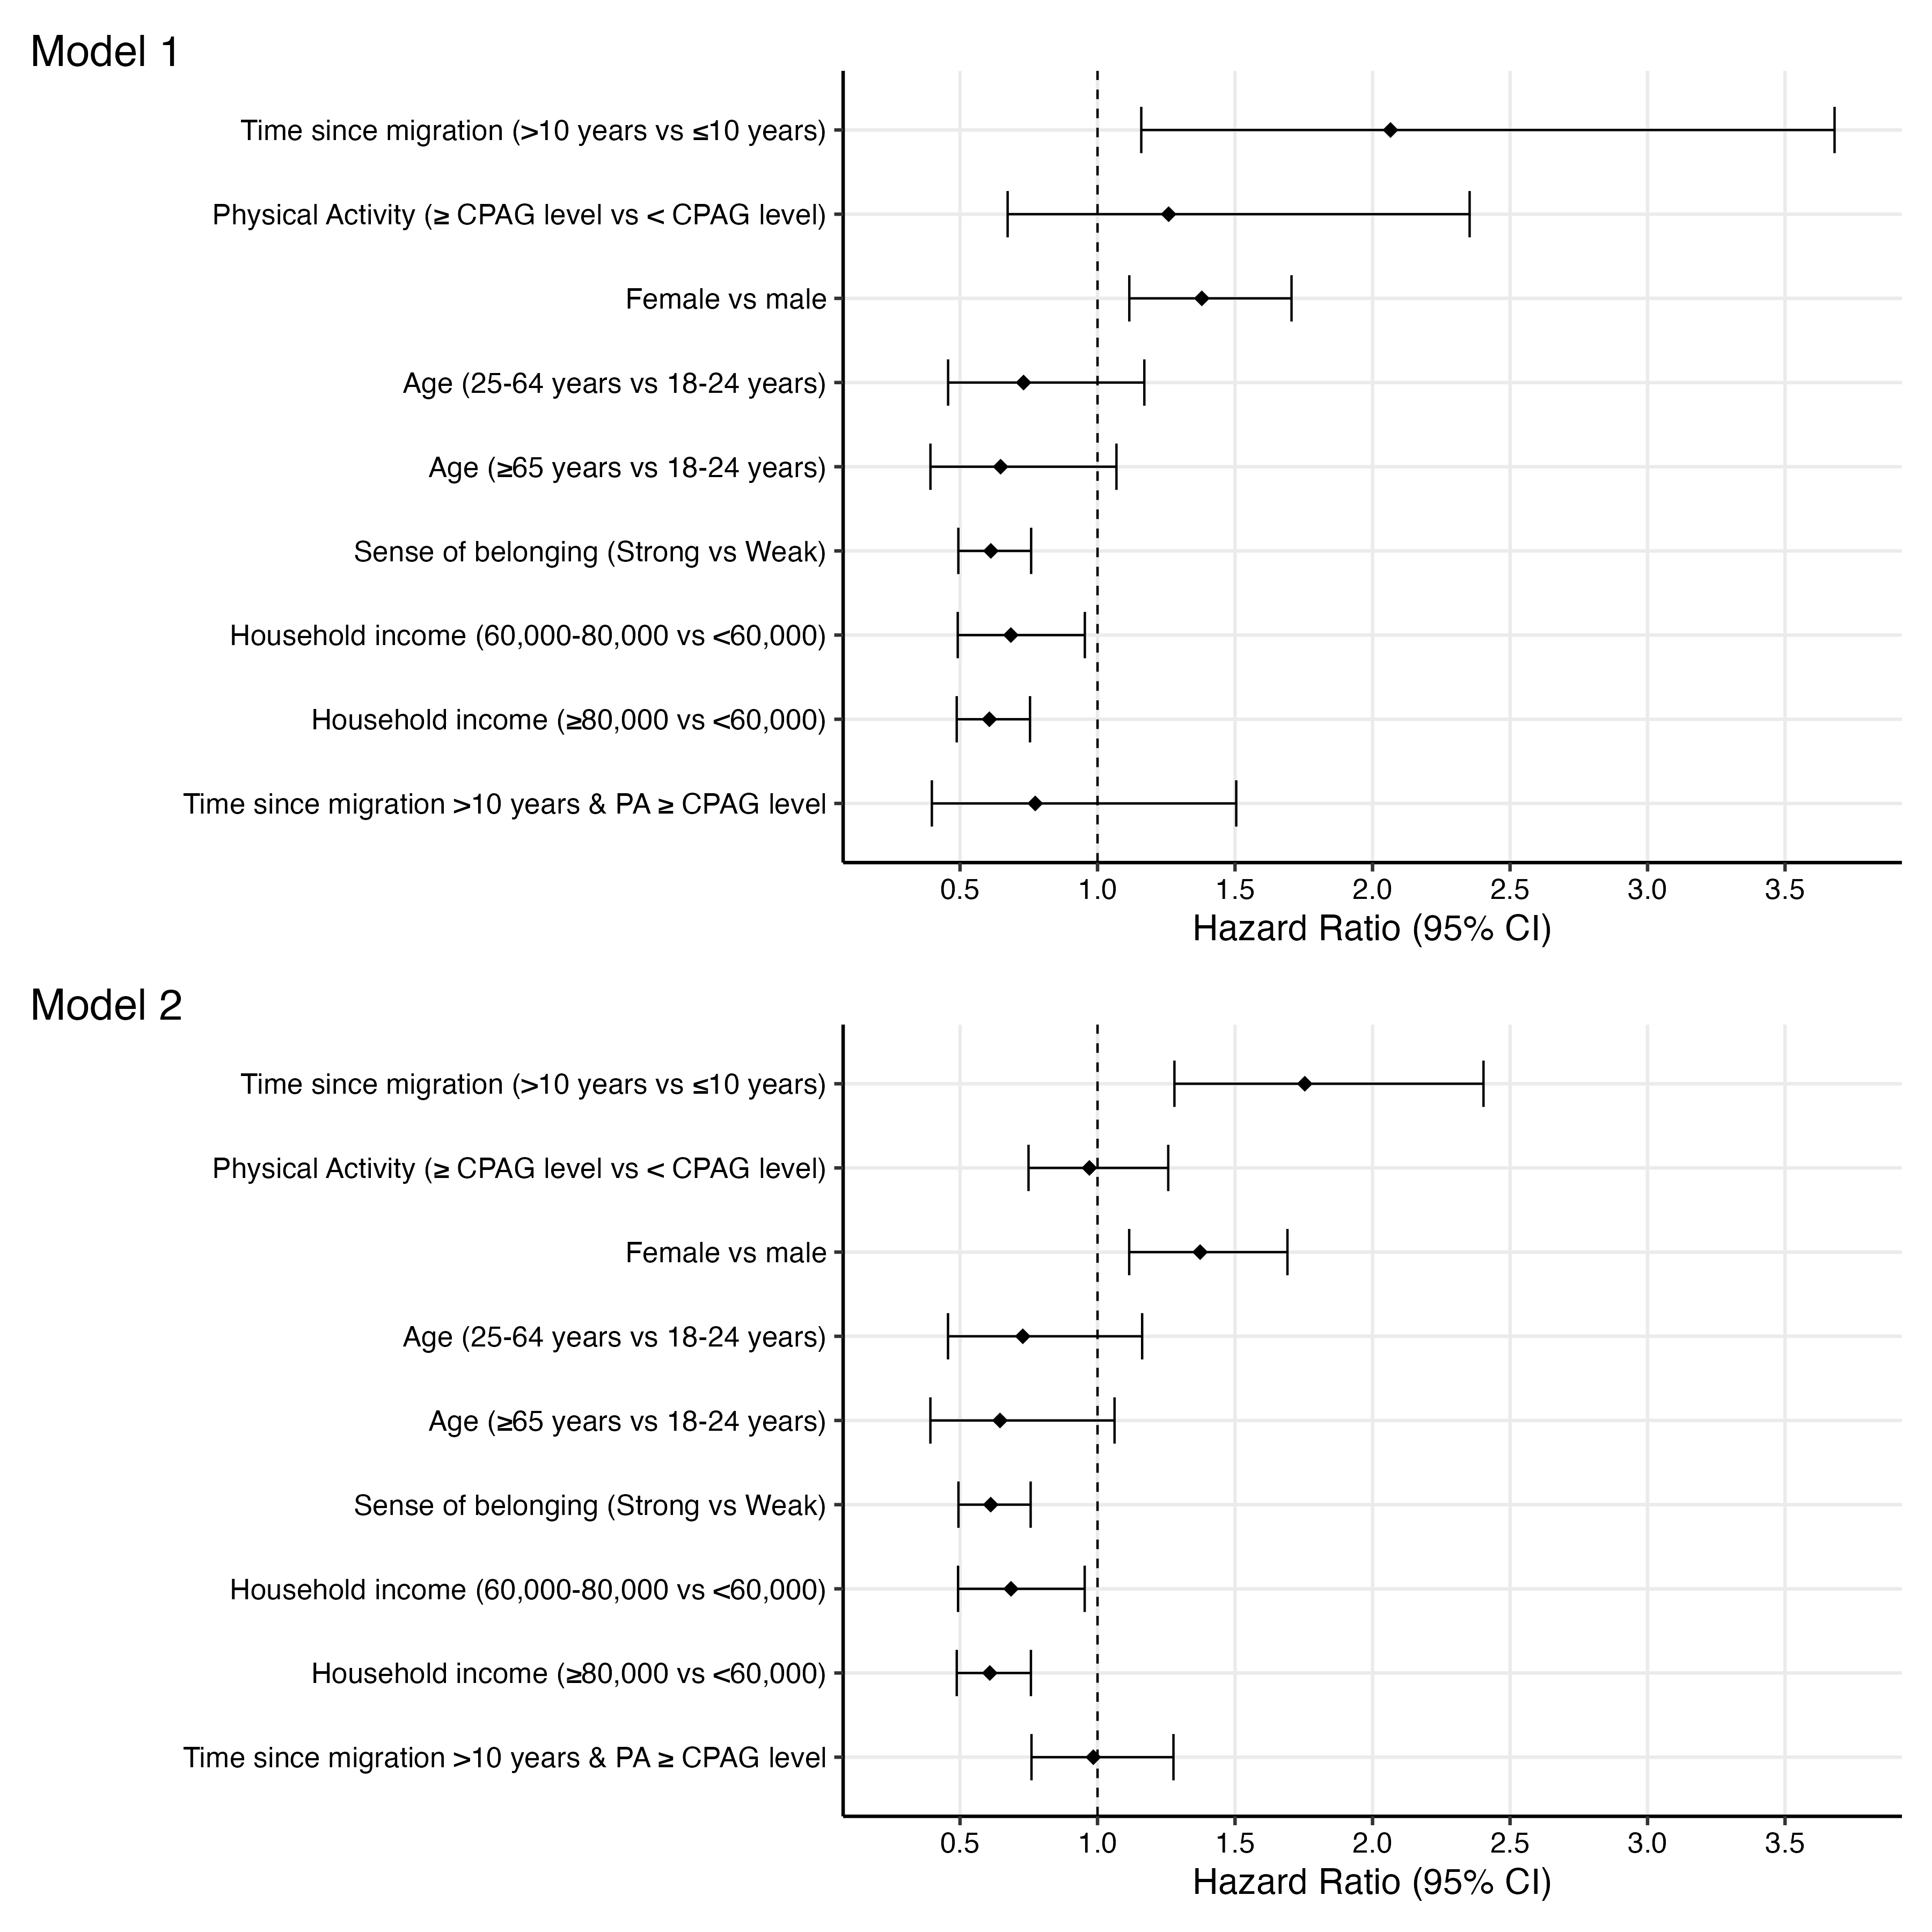 Model 1
Time since migration (>10 years vs ≤10 years)
Physical Activity (≥ CPAG level vs < CPAG level)
Female vs male
Age (25-64 years vs 18-24 years)
Age (≥65 years vs 18-24 years)
Sense of belonging (Strong vs Weak)
Household income (60,000-80,000 vs <60,000)
Household income (≥80,000 vs <60,000)
Time since migration >10 years & PA ≥ CPAG level
0.5 1.0 1.5 2.0 2.5 3.0 3.5
Hazard Ratio (95% CI)
Model 2
Time since migration (>10 years vs ≤10 years)
Physical Activity (≥ CPAG level vs < CPAG level)
Female vs male
Age (25-64 years vs 18-24 years)
Age (≥65 years vs 18-24 years)
Sense of belonging (Strong vs Weak)
Household income (60,000-80,000 vs <60,000)
Household income (≥80,000 vs <60,000)
Time since migration >10 years & PA ≥ CPAG level
0.5 1.0 1.5 2.0 2.5 3.0 3.5
Hazard Ratio (95% CI)